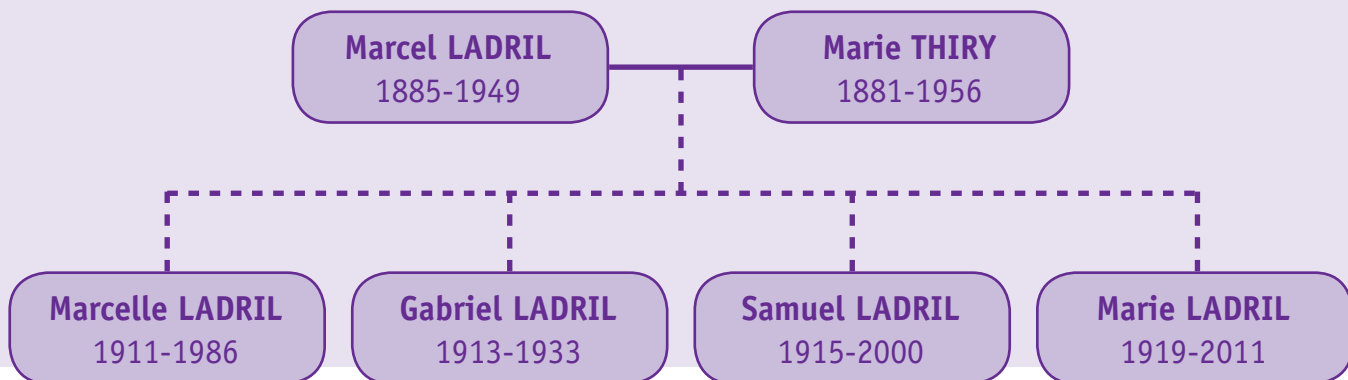 Marcel LADRIL
1885-1949
Marie THIRY
1881-1956
Marcelle LADRIL
1911-1986
Gabriel LADRIL
1913-1933
Samuel LADRIL
1915-2000
Marie LADRIL
1919-2011